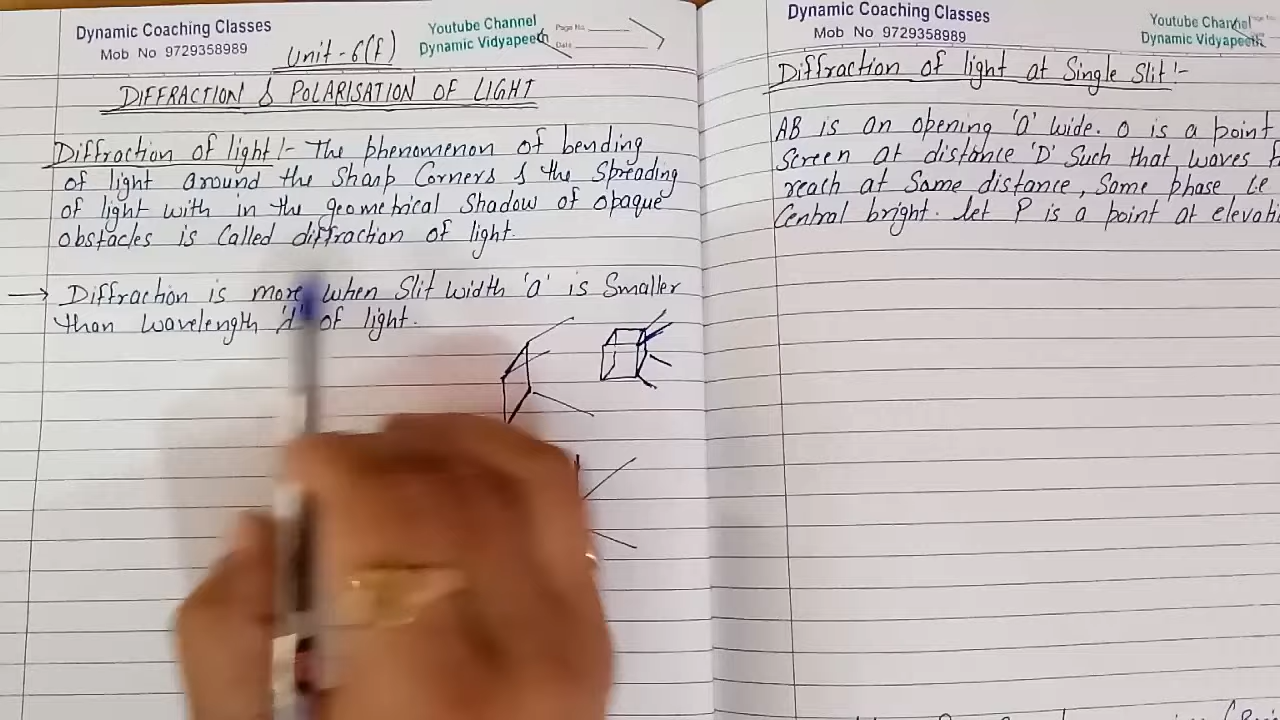 Dynamic Coaching Classes
Mob No 9729358989
Youtube Channel
Dynamic Vidyapeeth
Page No.
Date
Unit-6(F)
DIFFRACTION & POLARISATION OF LIGHT
Diffraction of light!- The phenomenon of bending
of light around the Sharp Corners & the Spreading
of light with in the geometrical Shadow of opaque
obstacles is Called diffraction of light.
→ Diffraction is more when Slit width 'a' is Smaller
than wavelength of light.
Dynamic Coaching Classes
Mob No 9729358989
Youtube Channel
Dynamic Vidyapeeth
Diffraction of light at Single Slit!-
AB is an opening 'a' wide. O is a point
Screen at distance 'D' Such that waves
reach at Same distance, Same phase i.e
Central bright. Let P is a point at